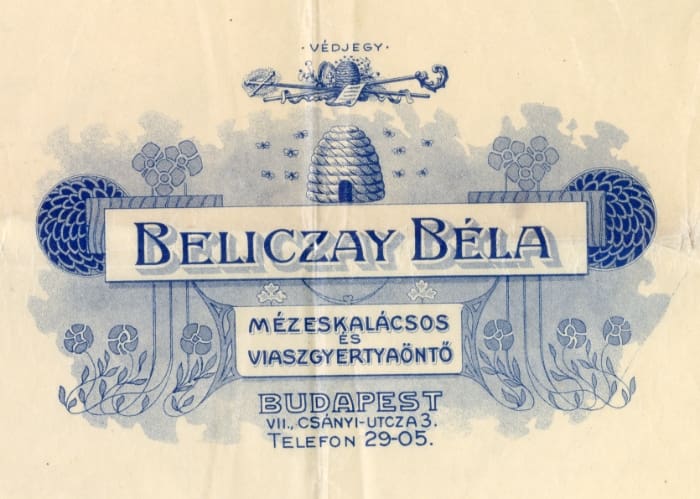 · VÉDJEGY ·
BELICZAY BÉLA
MÉZESKALÁCSOS
ÉS
VIASZGYERTYAÖNTŐ
BUDAPEST
VII., CSÁNYI-UTCZA 3.
TELEFON 29-05.